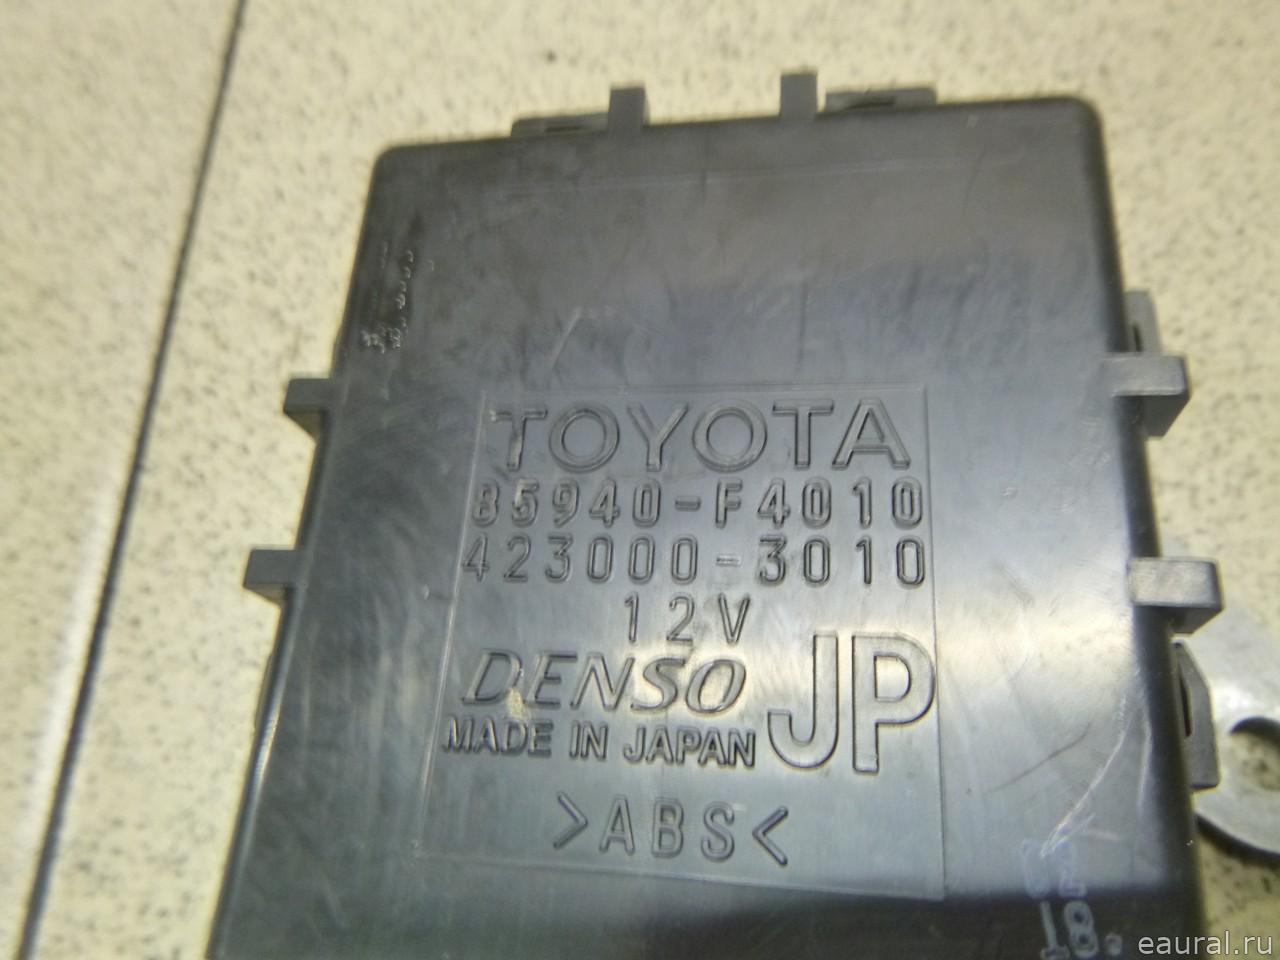 TOYOTA
85940-F4010
423000-3010
12V
DENSO JP
MADE IN JAPAN
>ABS<
eaural.ru